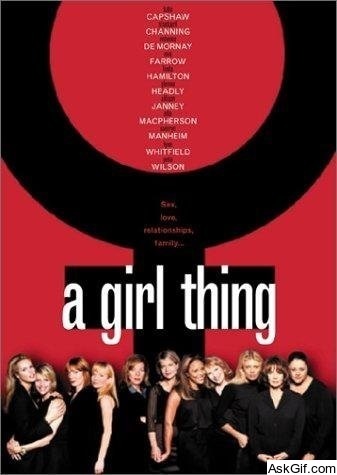 CAPSHAW
CHANNING
DE MORNAY
FARROW
HAMILTON
HEADLY
JANNEY
MACPHERSON
MANHEIM
WHITFIELD
WILSON
Sex,
love,
relationships,
family...
a girl thing
AskGif.com